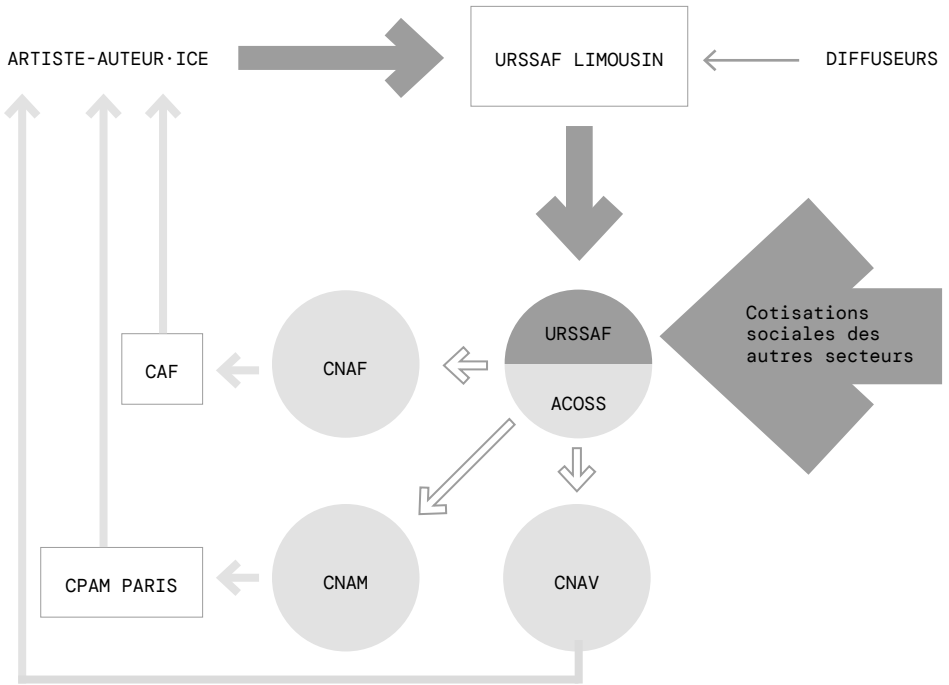 ARTISTE-AUTEUR·ICE
URSSAF LIMOUSIN
DIFFUSEURS
Cotisations
sociales des
autres secteurs
URSSAF
ACOSS
CNAF
CAF
CPAM PARIS
CNAM
CNAV